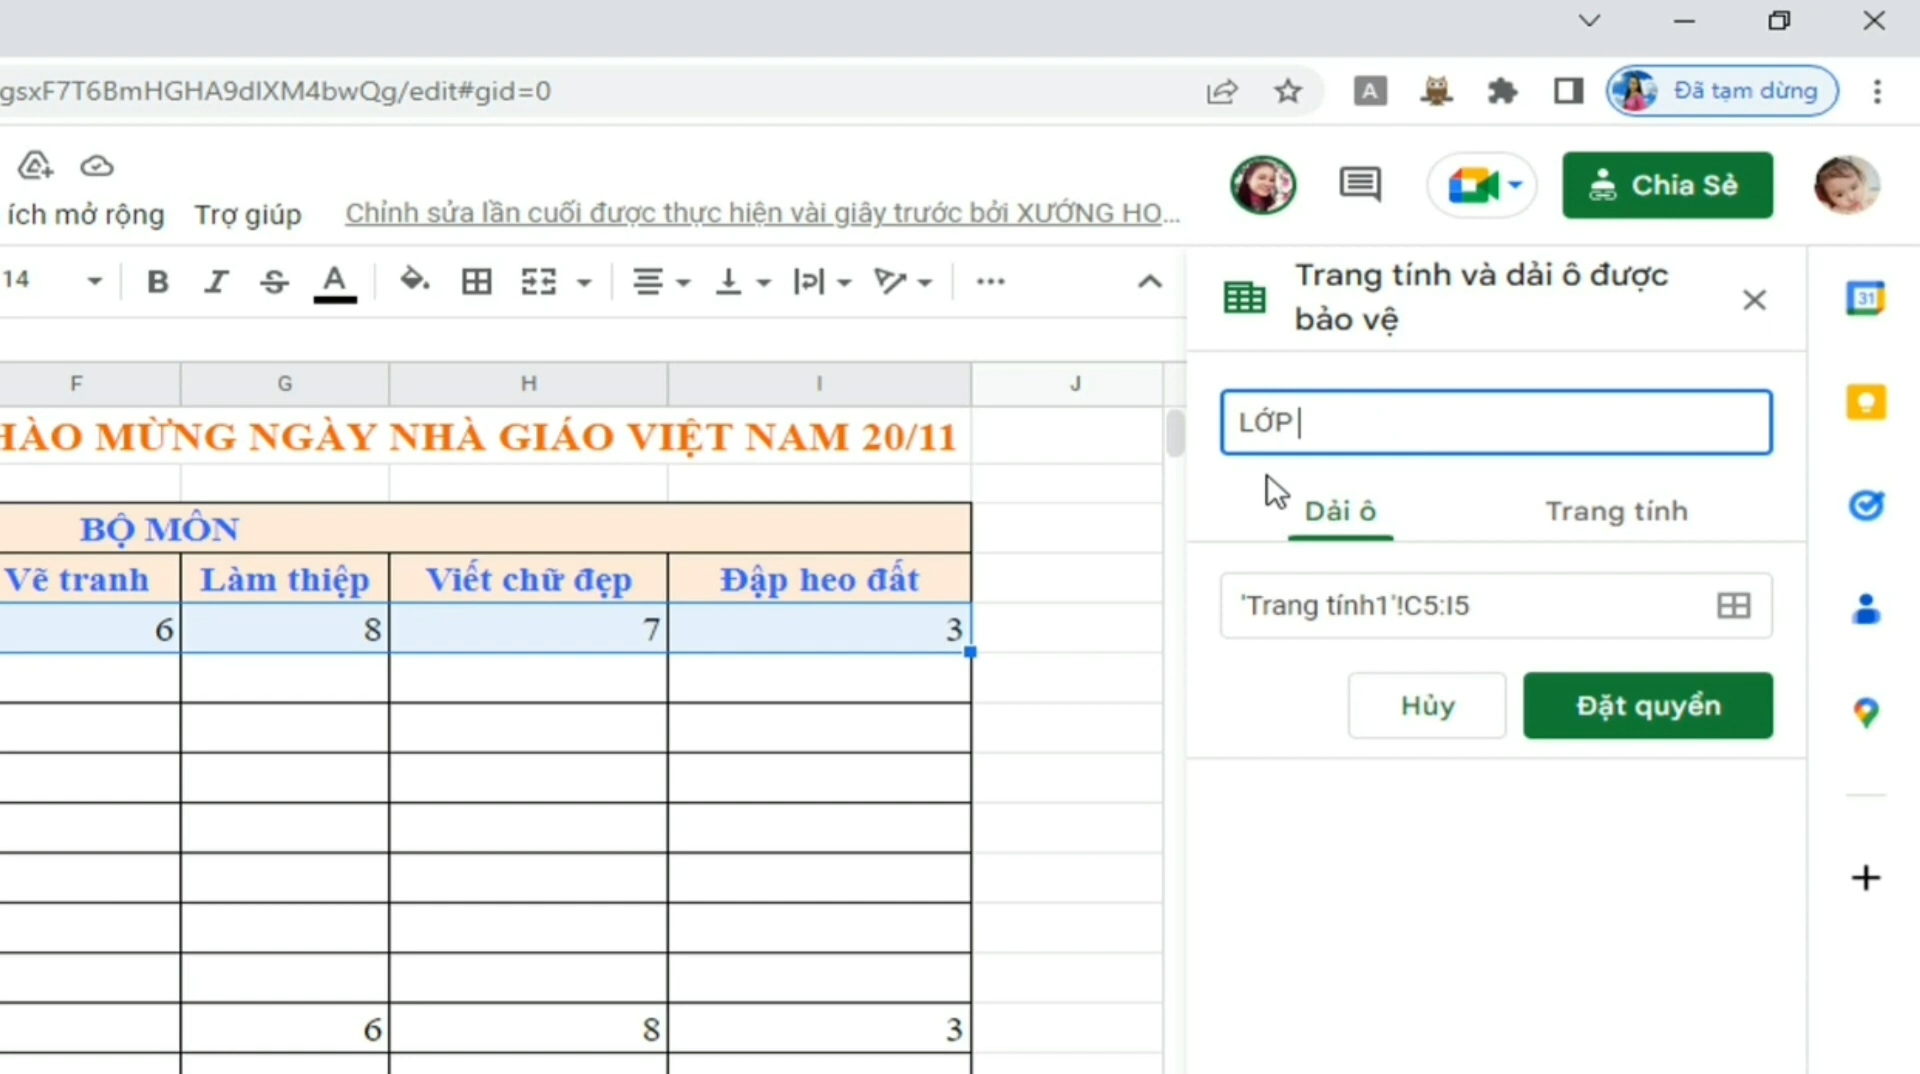 gsxF7T6BmHGHA9dIXM4bwQg/edit#gid=0
A
Đã tạm dừng
ích mở rộng
Trợ giúp
Chỉnh sửa lần cuối được thực hiện vài giây trước bởi XƯỚNG HO...
Chia Sẻ
14
B
I
S
A
Trang tính và dải ô được
bảo vệ
31
F
G
H
I
J
HÀO MỪNG NGÀY NHÀ GIÁO VIỆT NAM 20/11
LỚP
BỘ MÔN
Dải ô
Trang tính
Vẽ tranh
Làm thiệp
Viết chữ đẹp
Đập heo đất
'Trang tính1'!C5:I5
6
8
7
3
Hủy
Đặt quyền
6
8
3